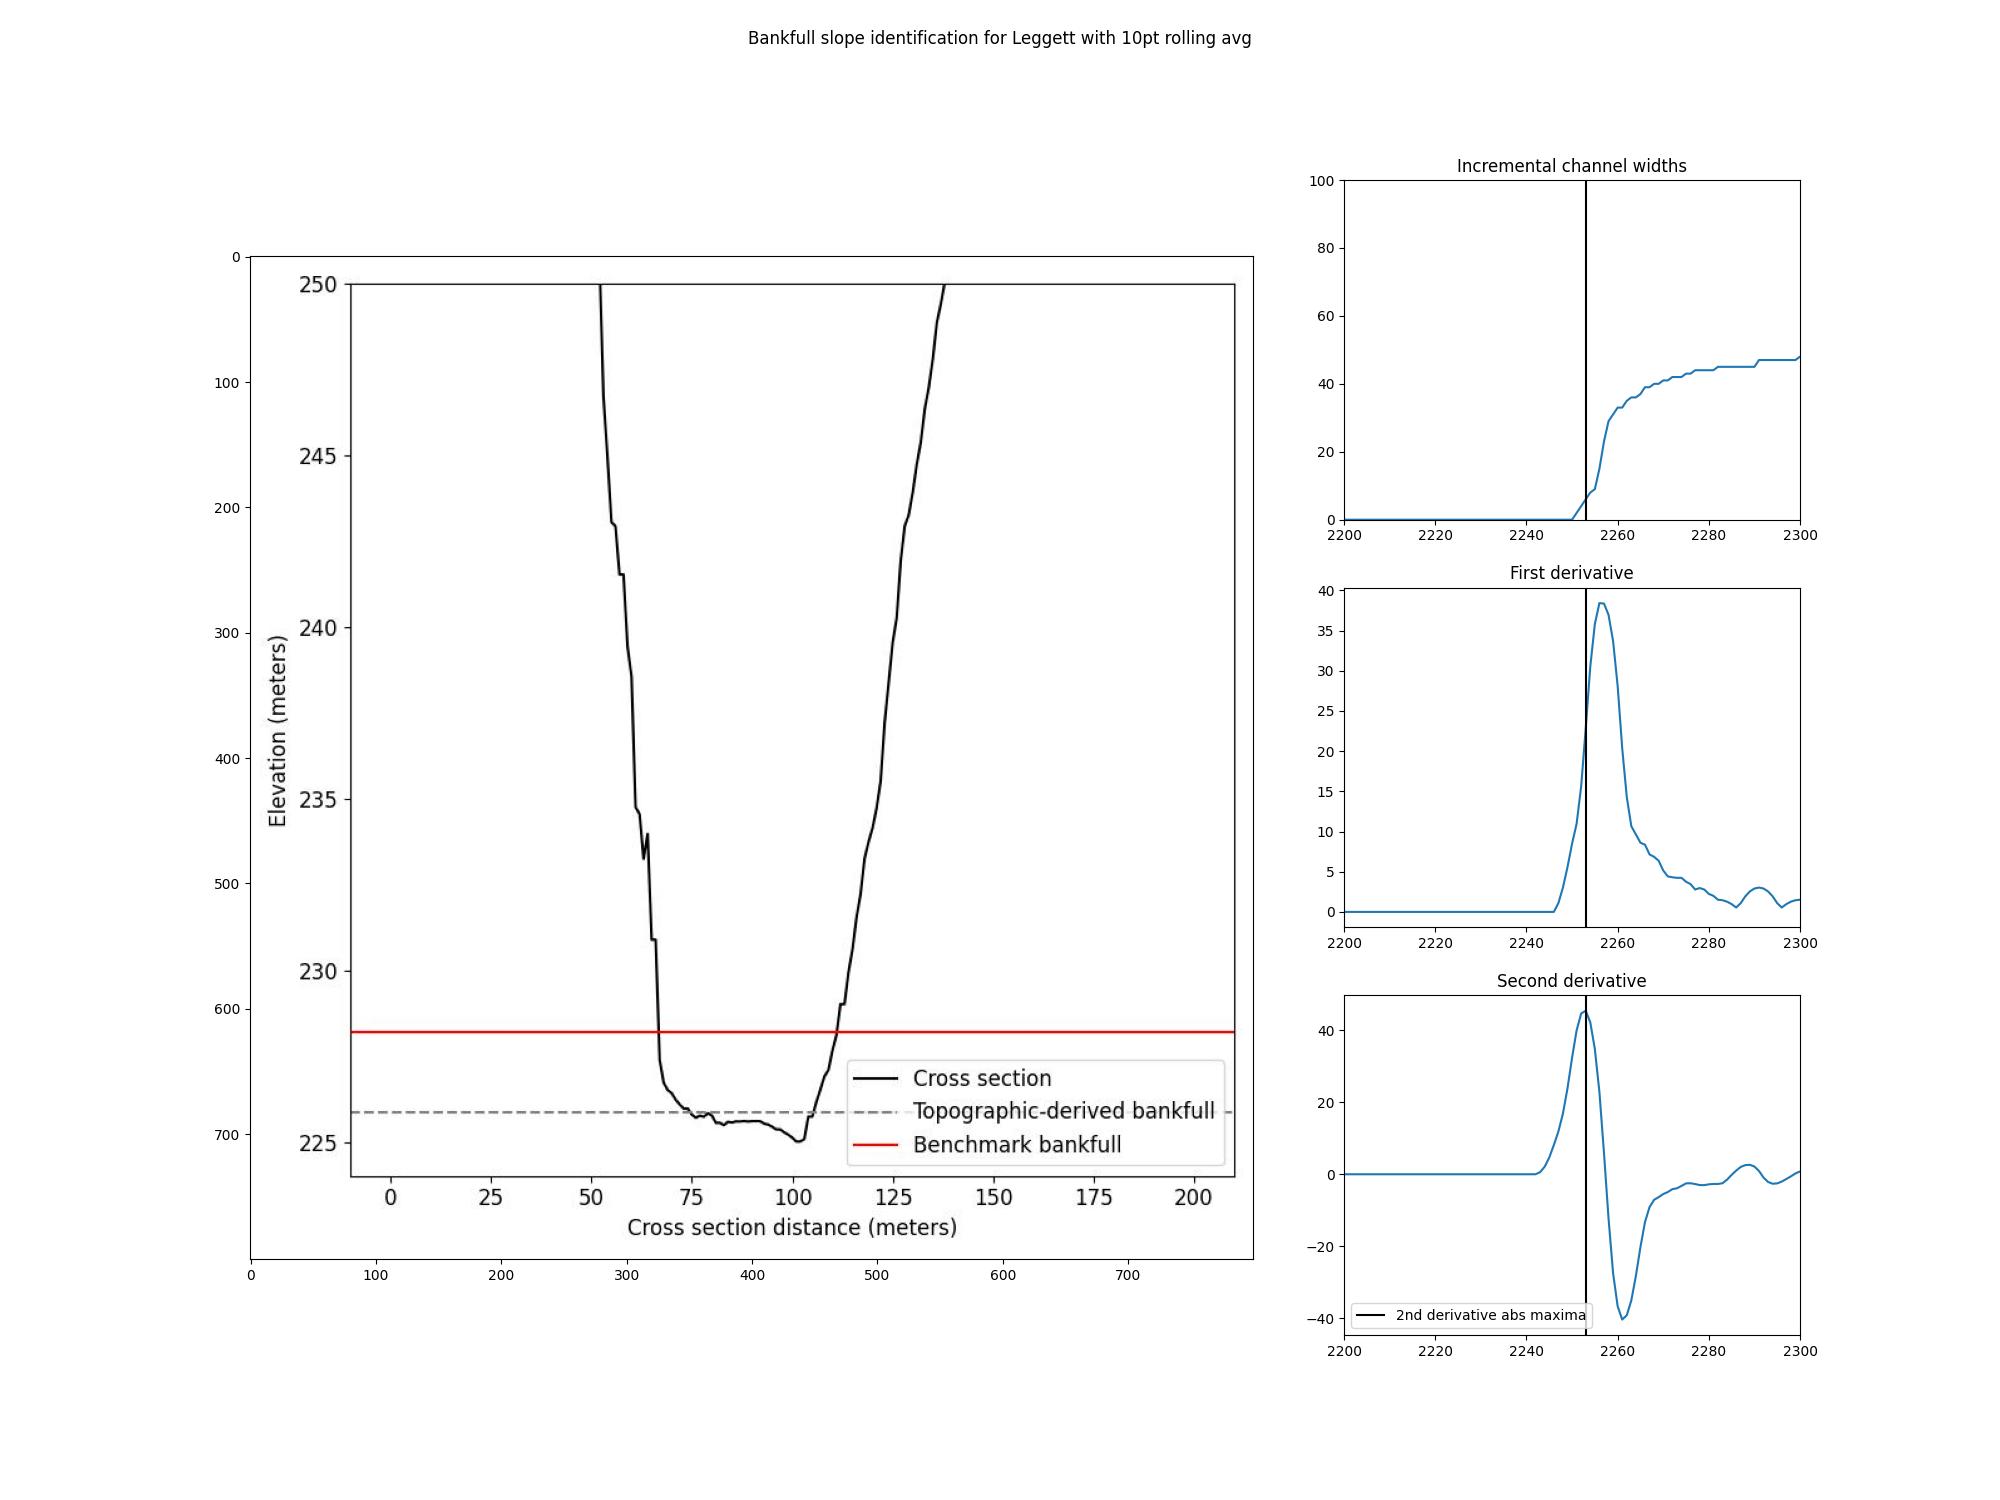 Bankfull slope identification for Leggett with 10pt rolling avg
0
100
200
300
400
500
600
700
250
245
240
235
230
225
Elevation (meters)
Cross section
Topographic-derived bankfull
Benchmark bankfull
0 25 50 75 100 125 150 175 200
Cross section distance (meters)
0 100 200 300 400 500 600 700
Incremental channel widths
100
80
60
40
20
0
2200 2220 2240 2260 2280 2300
First derivative
40
35
30
25
20
15
10
5
0
2200 2220 2240 2260 2280 2300
Second derivative
40
20
0
−20
−40
2nd derivative abs maxima
2200 2220 2240 2260 2280 2300